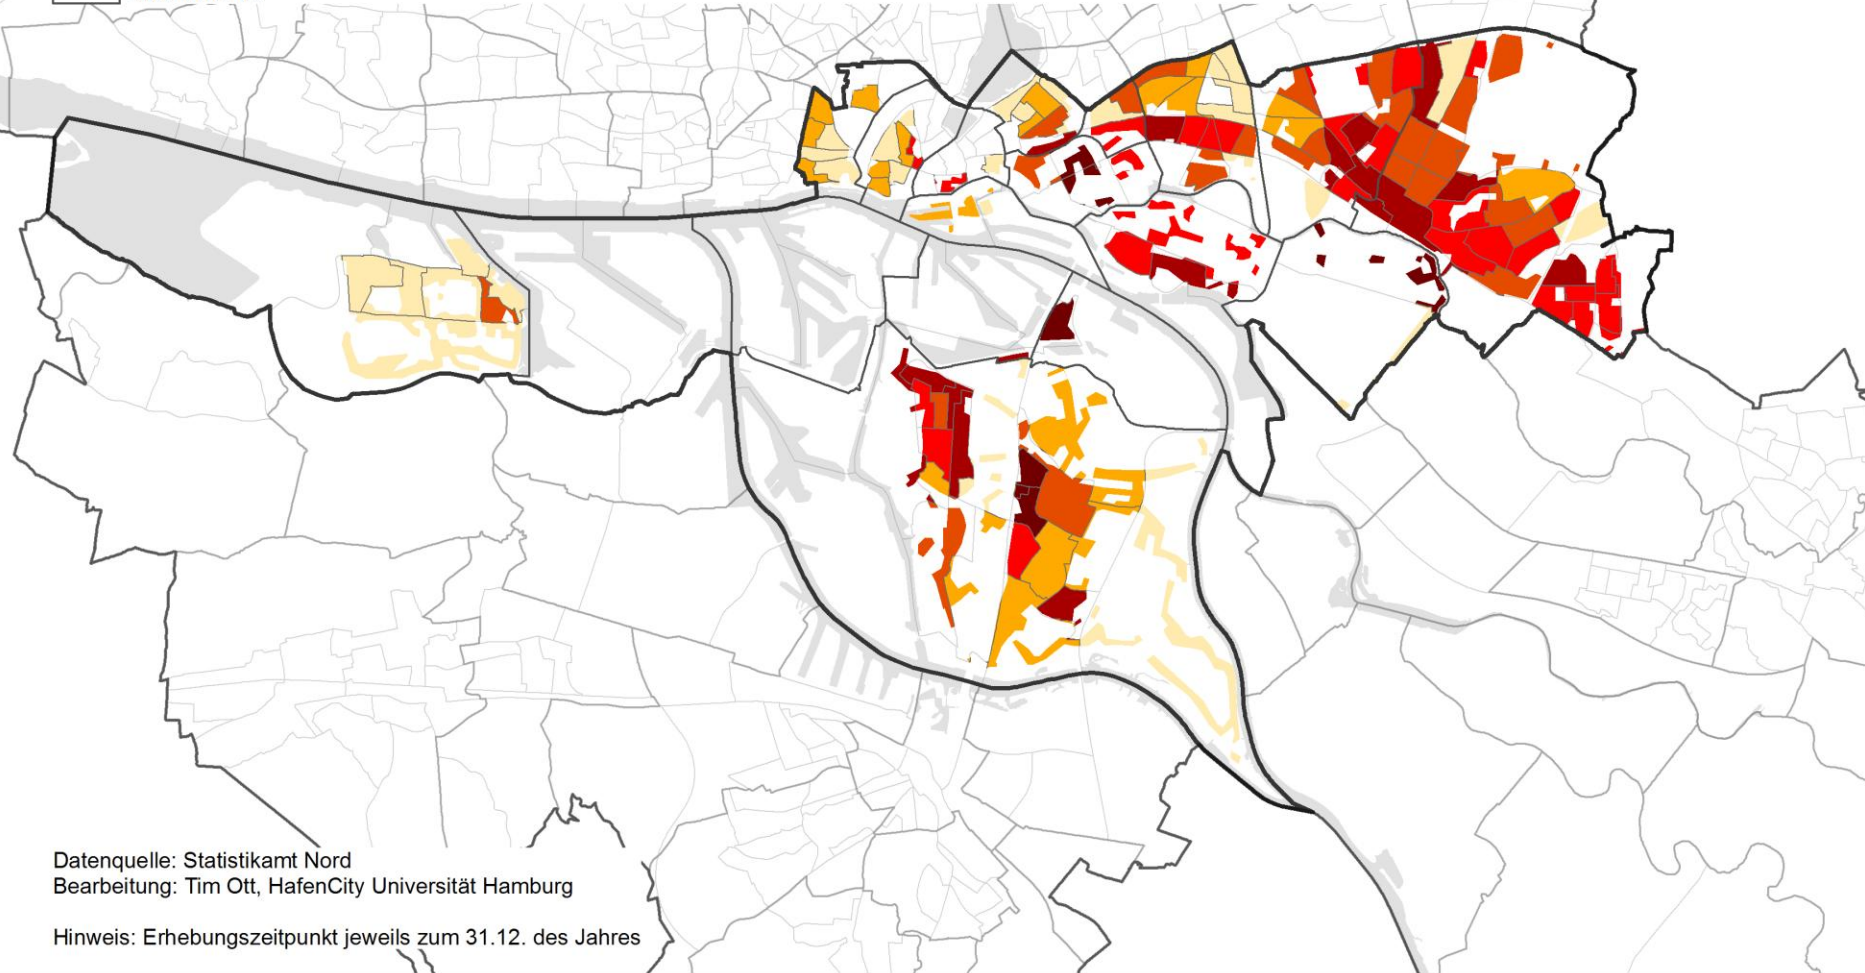 Datenquelle: Statistikamt Nord
Bearbeitung: Tim Ott, HafenCity Universität Hamburg
Hinweis: Erhebungszeitpunkt jeweils zum 31.12. des Jahres